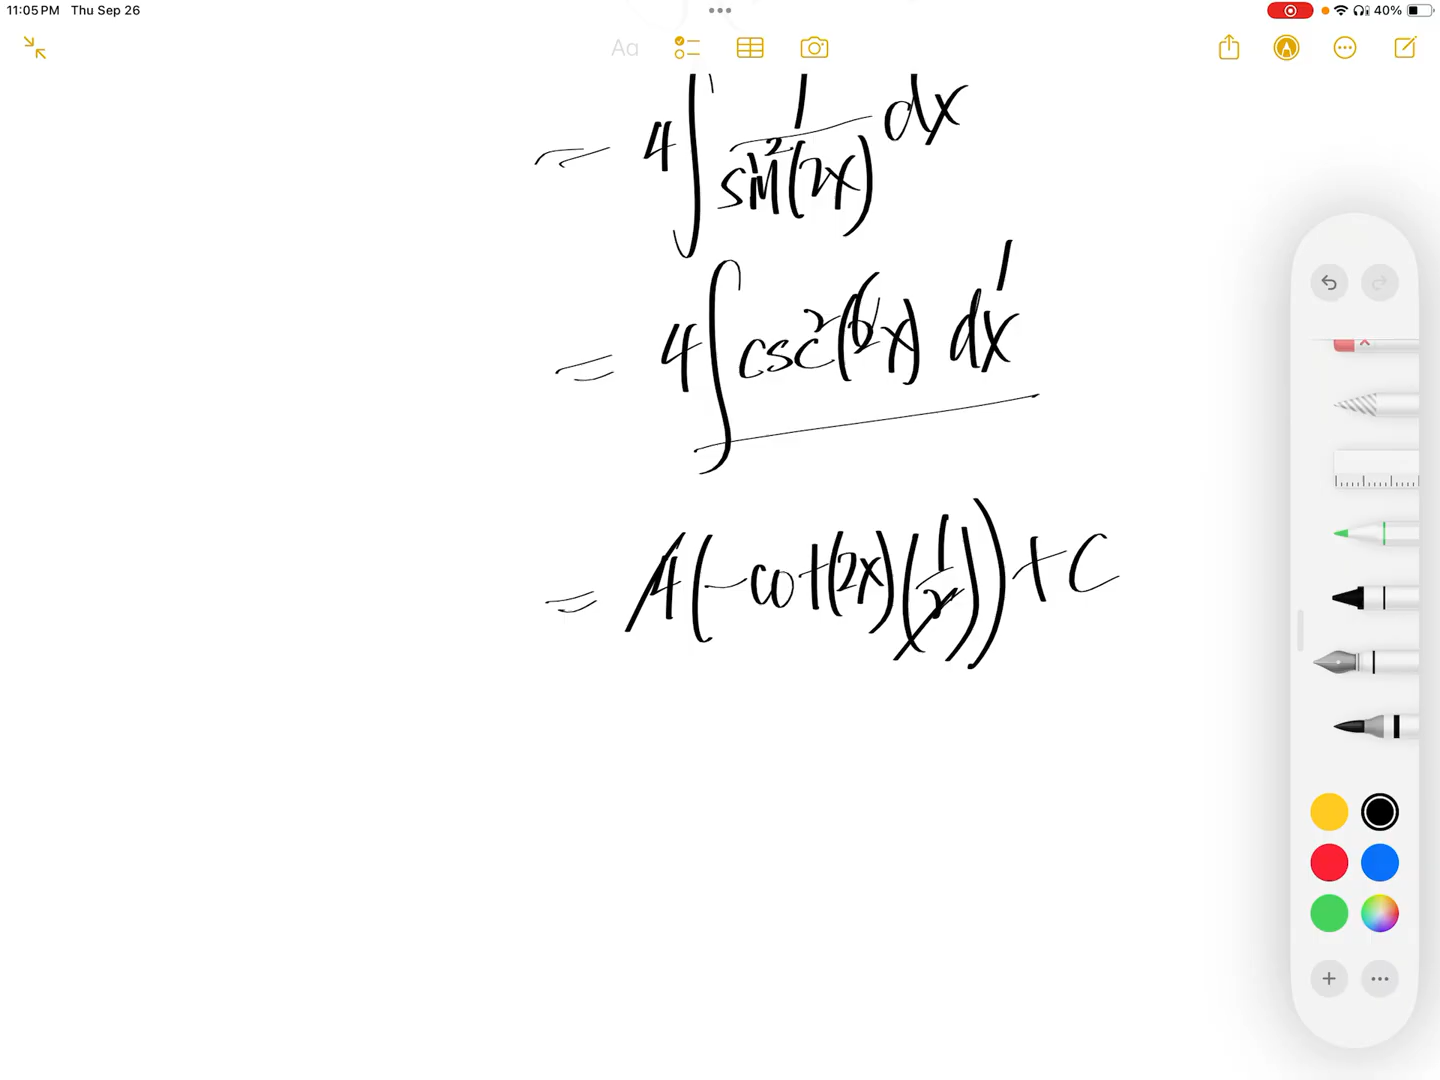 11:05 PM Thu Sep 26 40%
Aa
= 4∫ 1/sin²(2x) dx
= 4∫ csc²(2x) dx
= 4(-cot(2x)(1/2)) + C